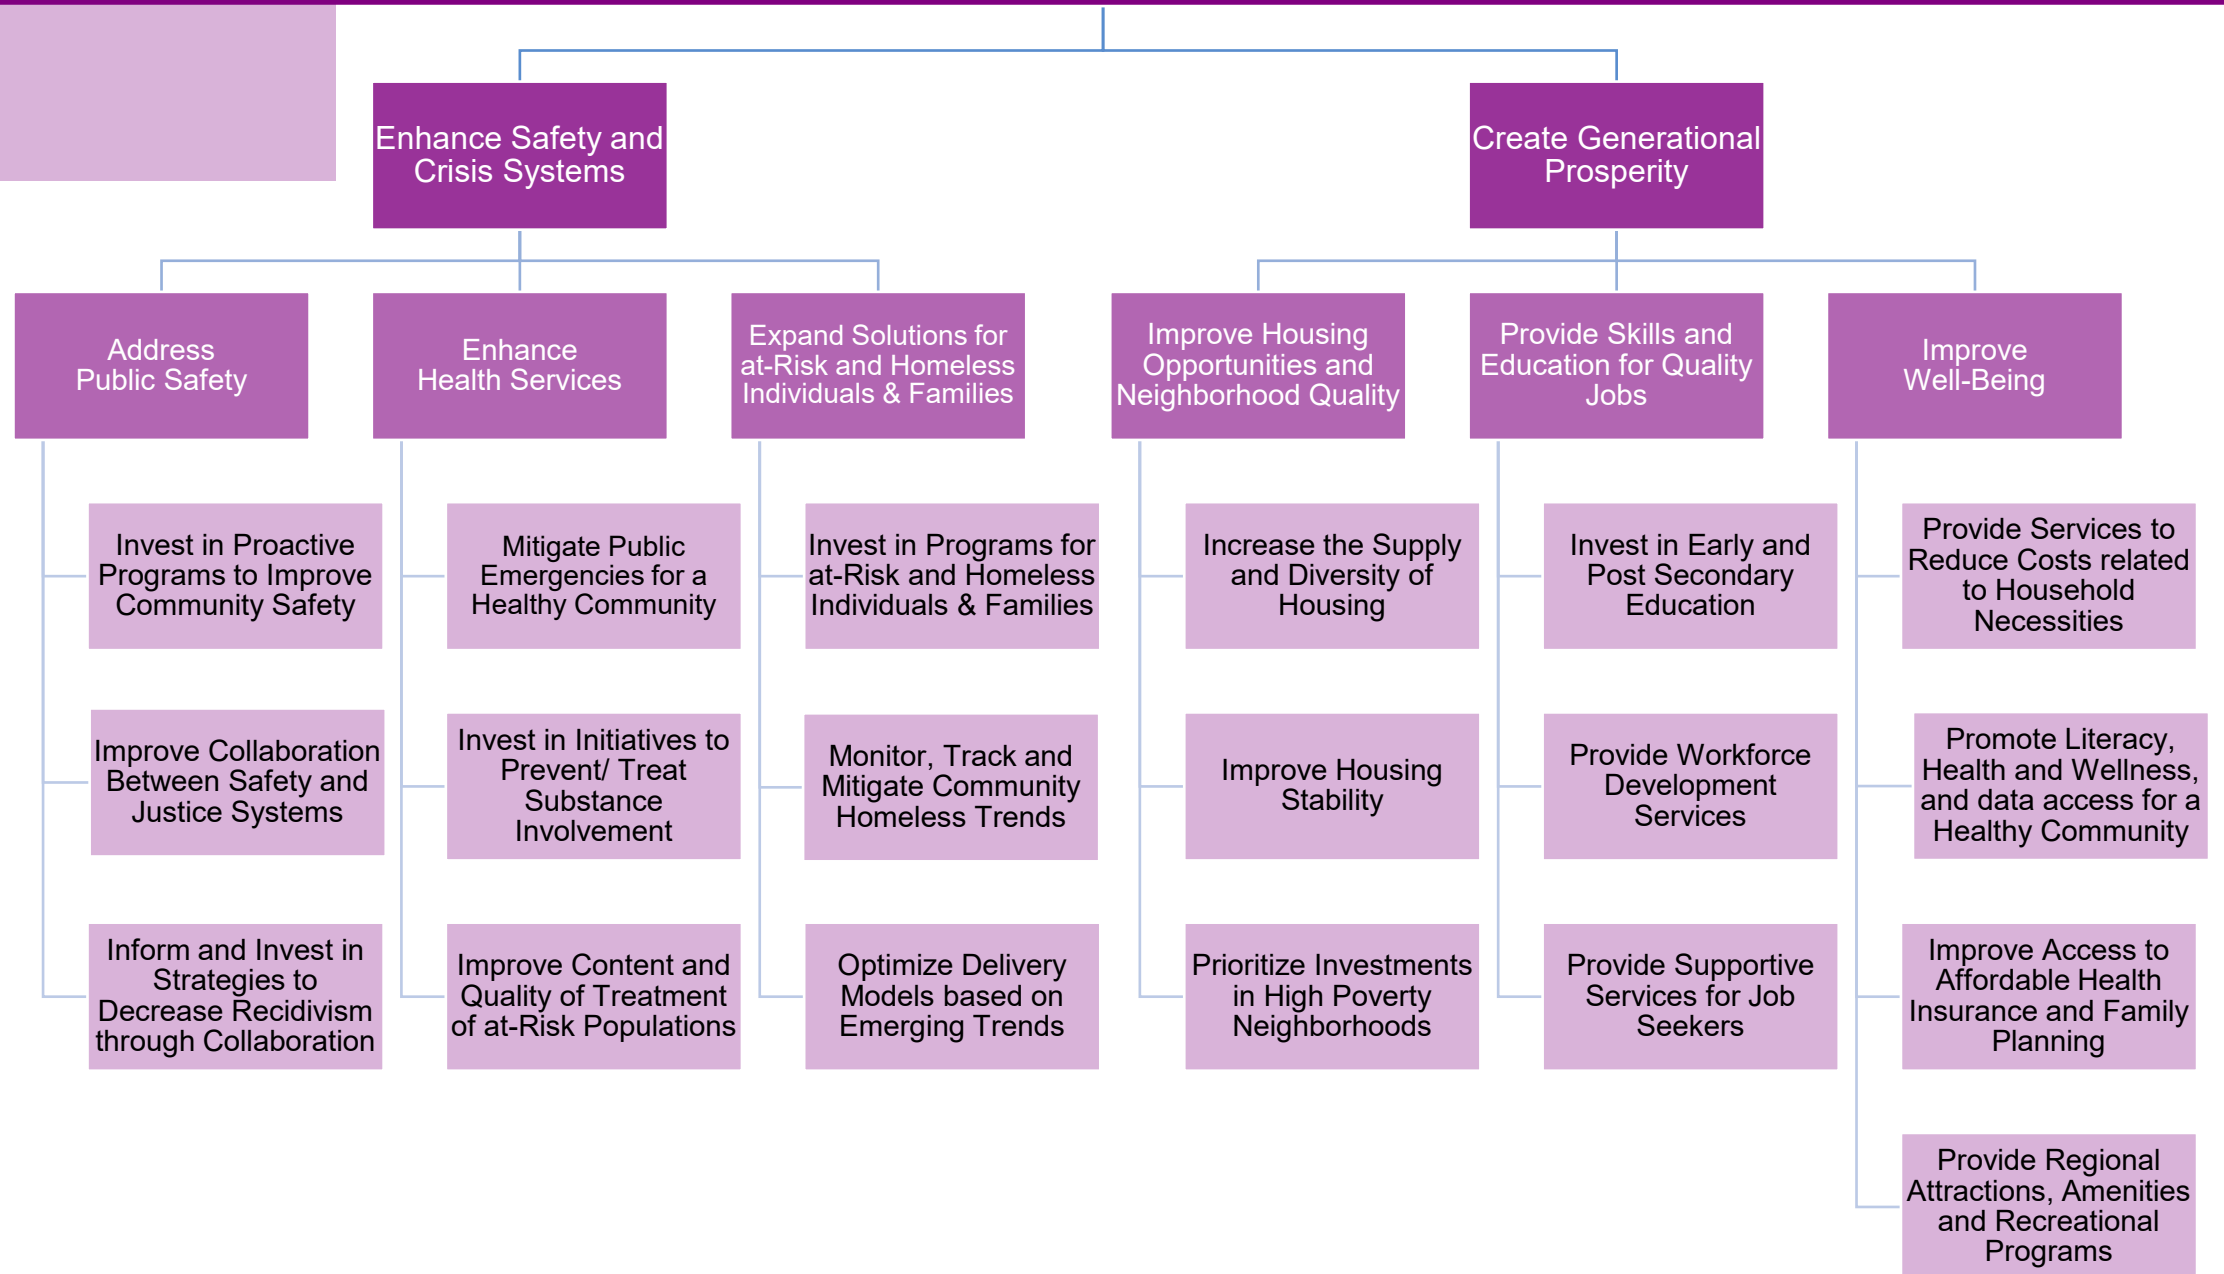 Enhance Safety and
Crisis Systems
Create Generational
Prosperity
Address
Public Safety
Enhance
Health Services
Expand Solutions for
at-Risk and Homeless
Individuals & Families
Improve Housing
Opportunities and
Neighborhood Quality
Provide Skills and
Education for Quality
Jobs
Improve
Well-Being
Invest in Proactive
Programs to Improve
Community Safety
Mitigate Public
Emergencies for a
Healthy Community
Invest in Programs for
at-Risk and Homeless
Individuals & Families
Increase the Supply
and Diversity of
Housing
Invest in Early and
Post Secondary
Education
Provide Services to
Reduce Costs related
to Household
Necessities
Improve Collaboration
Between Safety and
Justice Systems
Invest in Initiatives to
Prevent/ Treat
Substance
Involvement
Monitor, Track and
Mitigate Community
Homeless Trends
Improve Housing
Stability
Provide Workforce
Development
Services
Promote Literacy,
Health and Wellness,
and data access for a
Healthy Community
Inform and Invest in
Strategies to
Decrease Recidivism
through Collaboration
Improve Content and
Quality of Treatment
of at-Risk Populations
Optimize Delivery
Models based on
Emerging Trends
Prioritize Investments
in High Poverty
Neighborhoods
Provide Supportive
Services for Job
Seekers
Improve Access to
Affordable Health
Insurance and Family
Planning
Provide Regional
Attractions, Amenities
and Recreational
Programs